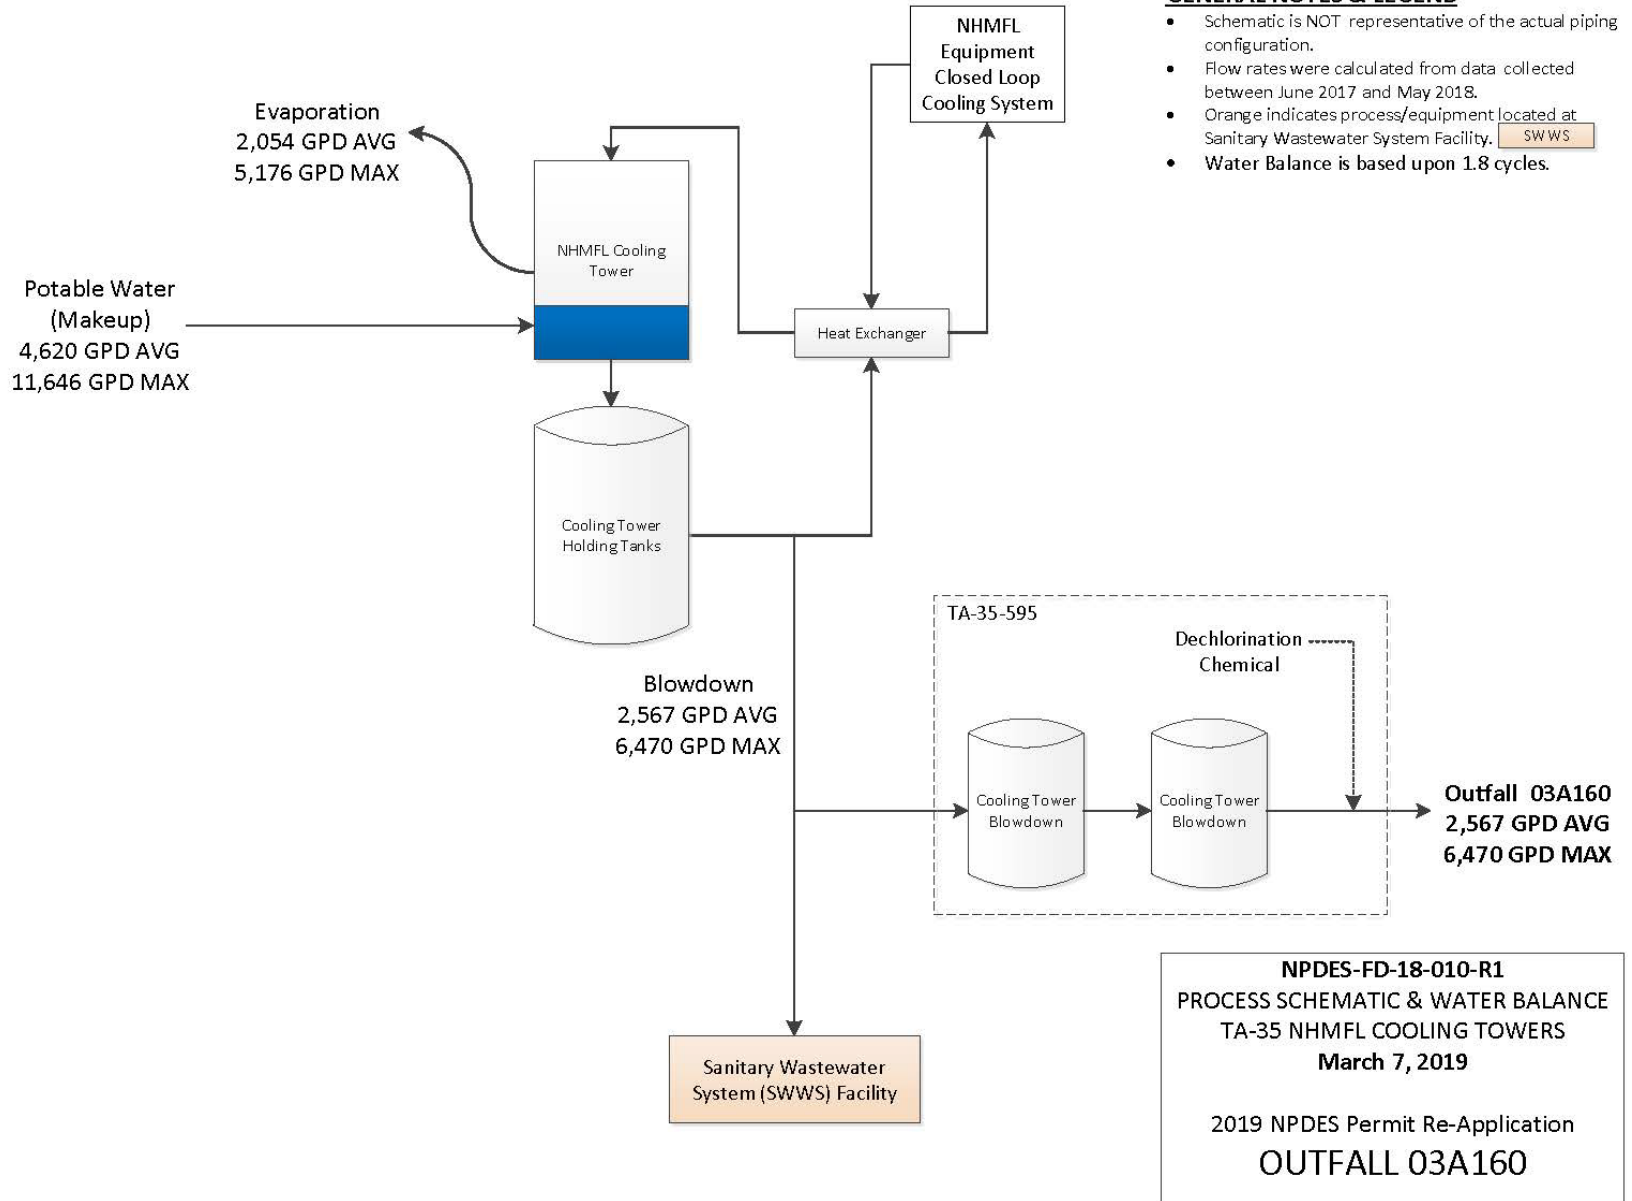 GENERAL NOTES & LEGEND
• Schematic is NOT representative of the actual piping
configuration.
• Flow rates were calculated from data collected
between June 2017 and May 2018.
• Orange indicates process/equipment located at
Sanitary Wastewater System Facility. SWWS
• Water Balance is based upon 1.8 cycles.
NHMFL
Equipment
Closed Loop
Cooling System
Evaporation
2,054 GPD AVG
5,176 GPD MAX
NHMFL Cooling
Tower
Potable Water
(Makeup)
4,620 GPD AVG
11,646 GPD MAX
Heat Exchanger
Cooling Tower
Holding Tanks
Blowdown
2,567 GPD AVG
6,470 GPD MAX
TA-35-595
Dechlorination
Chemical
Cooling Tower
Blowdown
Cooling Tower
Blowdown
Outfall 03A160
2,567 GPD AVG
6,470 GPD MAX
Sanitary Wastewater
System (SWWS) Facility
NPDES-FD-18-010-R1
PROCESS SCHEMATIC & WATER BALANCE
TA-35 NHMFL COOLING TOWERS
March 7, 2019
2019 NPDES Permit Re-Application
OUTFALL 03A160